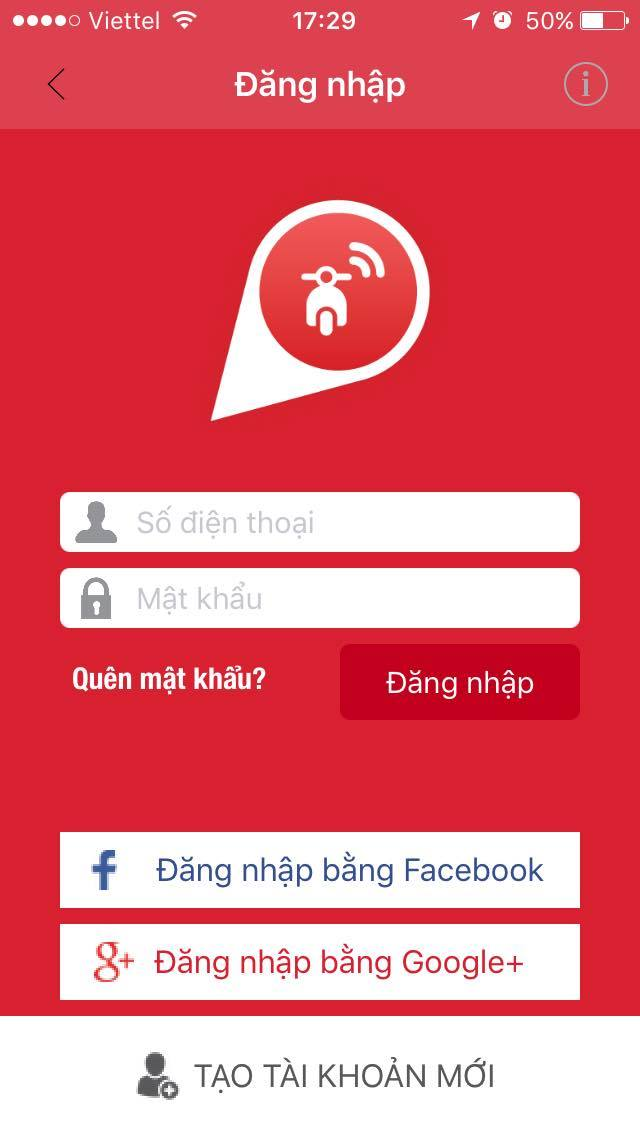 Viettel 17:29 50%
Đăng nhập
Số điện thoại
Mật khẩu
Quên mật khẩu? Đăng nhập
Đăng nhập bằng Facebook
Đăng nhập bằng Google+
TẠO TÀI KHOẢN MỚI